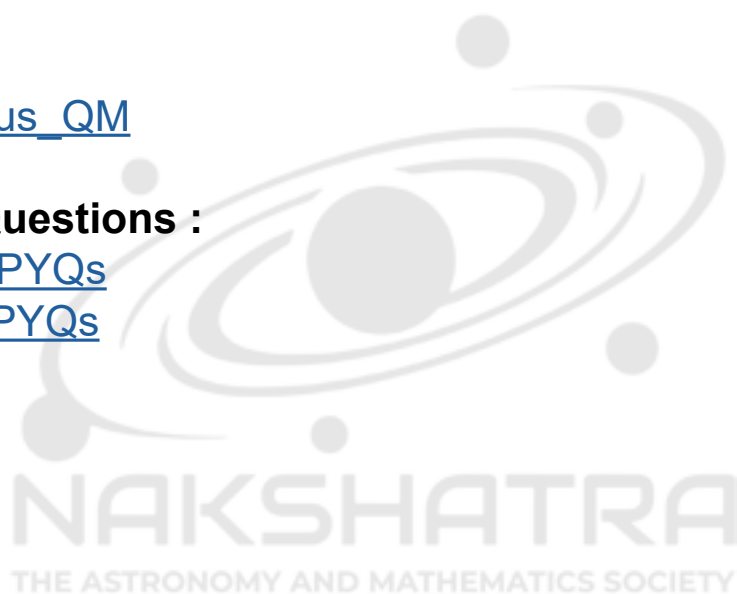 us_QM
uestions :
PYQs
PYQs
NAKSHATRA
THE ASTRONOMY AND MATHEMATICS SOCIETY